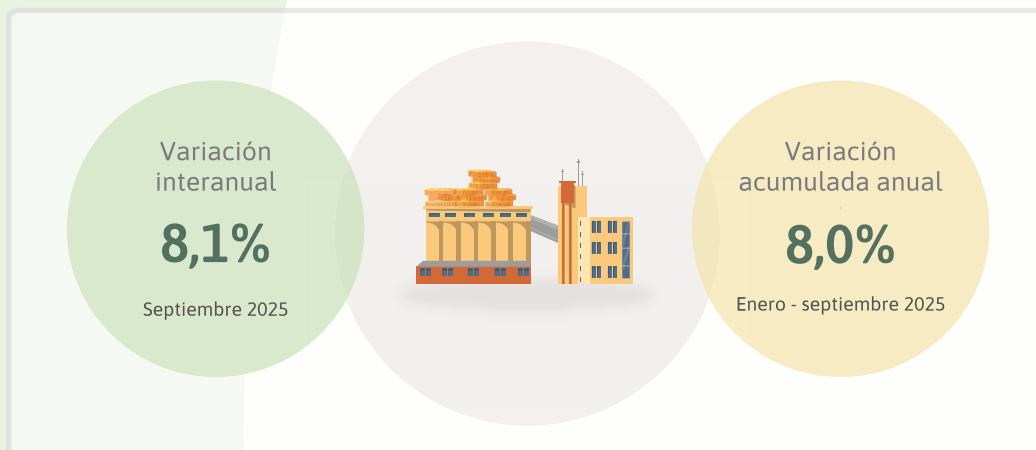 Variación
interanual
8,1%
Septiembre 2025
Variación
acumulada anual
8,0%
Enero - septiembre 2025